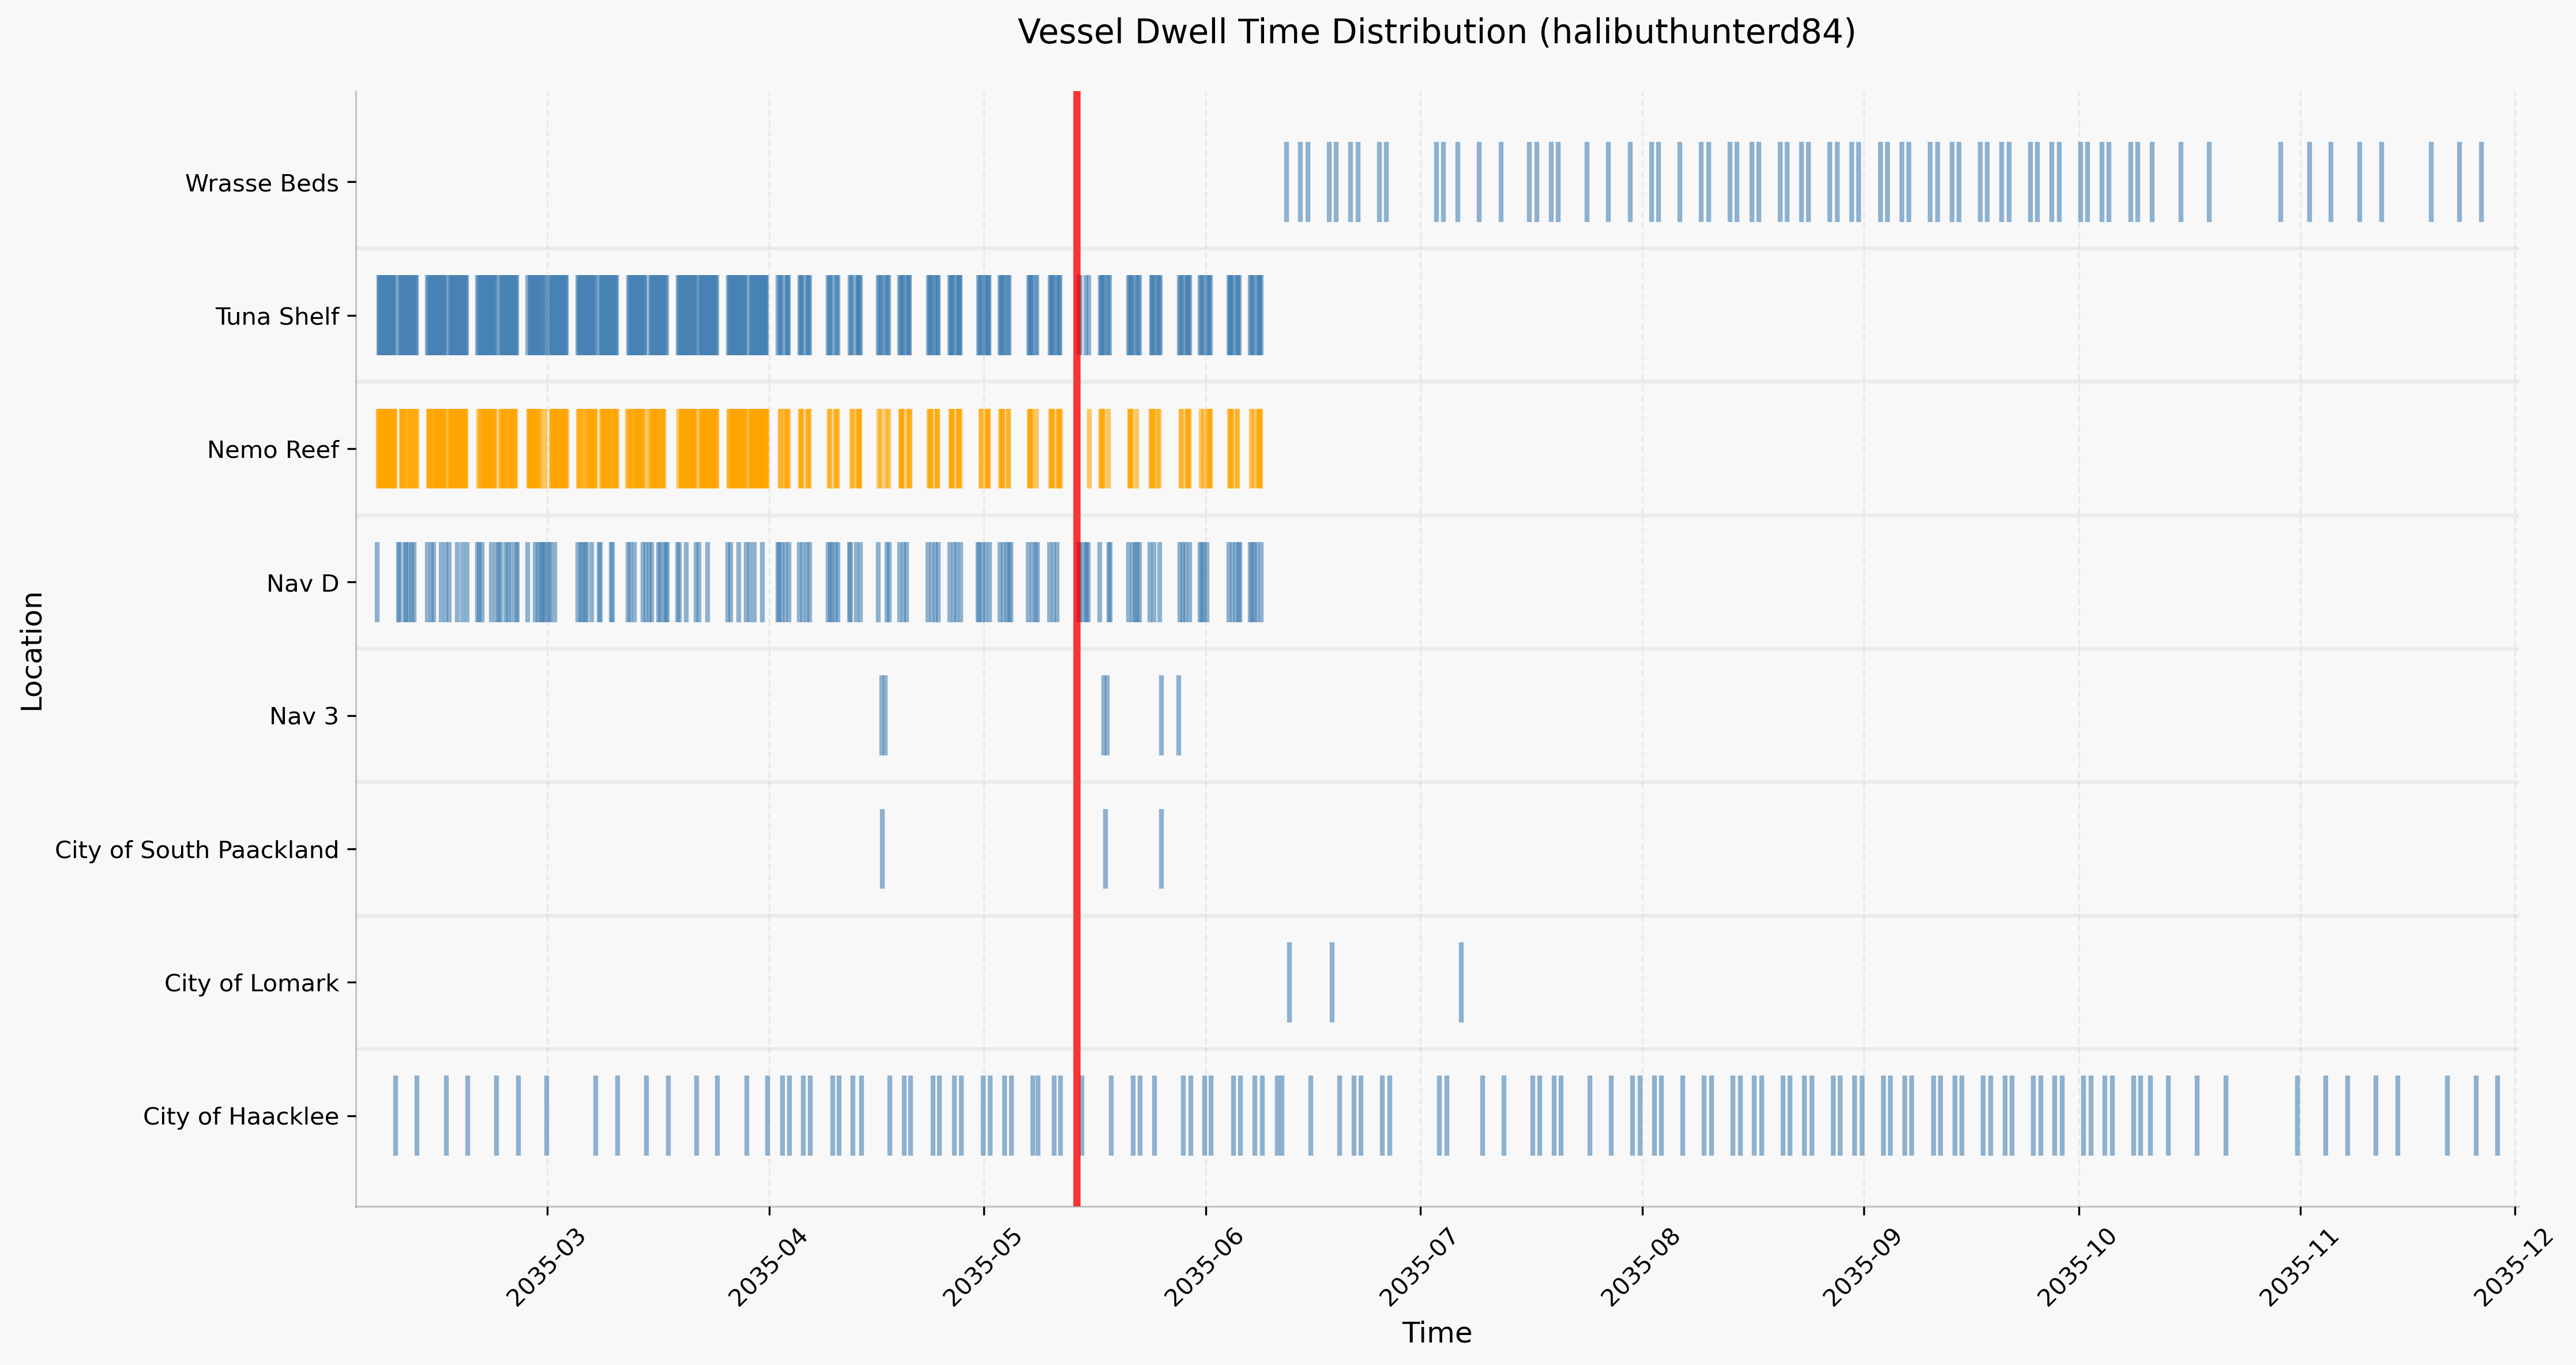 Vessel Dwell Time Distribution (halibuthunterd84)
Location
Wrasse Beds
Tuna Shelf
Nemo Reef
Nav D
Nav 3
City of South Paackland
City of Lomark
City of Haacklee
2035-03
2035-04
2035-05
2035-06
2035-07
2035-08
2035-09
2035-10
2035-11
2035-12
Time